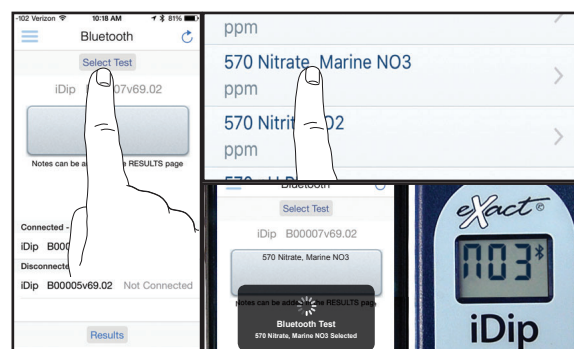 -102 Verizon 10:18 AM 81%
Bluetooth
Select Test
iDip 07v69.02
Notes can be RESULTS page
Connected -
iDip
Disconnecte
iDip B00005v69.02 Not Connected
Results
ppm
570 Nitrate, Marine NO3
ppm
570 Nitrit O2
ppm
Bluetooth
Select Test
iDip B00007v69.02
570 Nitrate, Marine NO3
Notes can be added the RESULTS page
Bluetooth Test
570 Nitrate, Marine NO3 Selected
eXact®
NO3
iDip